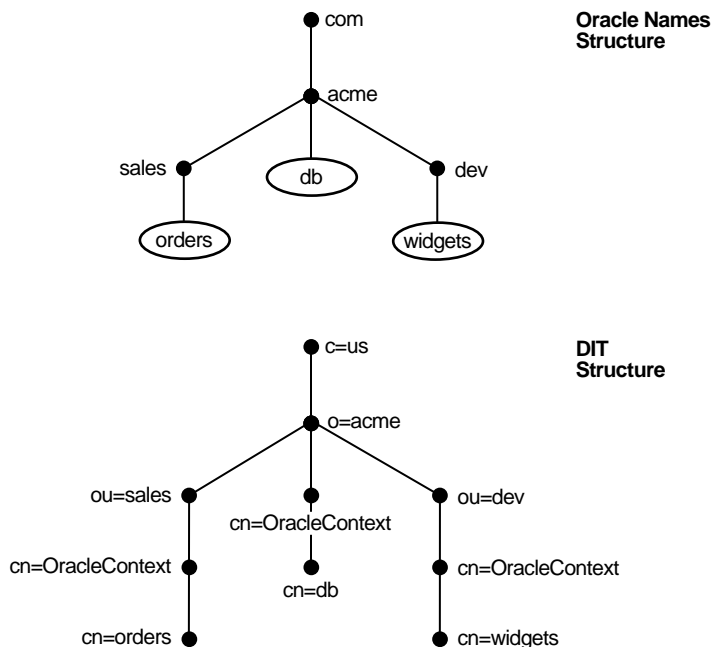 com
Oracle Names
Structure
acme
sales
db
dev
orders
widgets
c=us
DIT
Structure
o=acme
ou=sales
ou=dev
cn=OracleContext
cn=OracleContext
cn=OracleContext
cn=db
cn=orders
cn=widgets